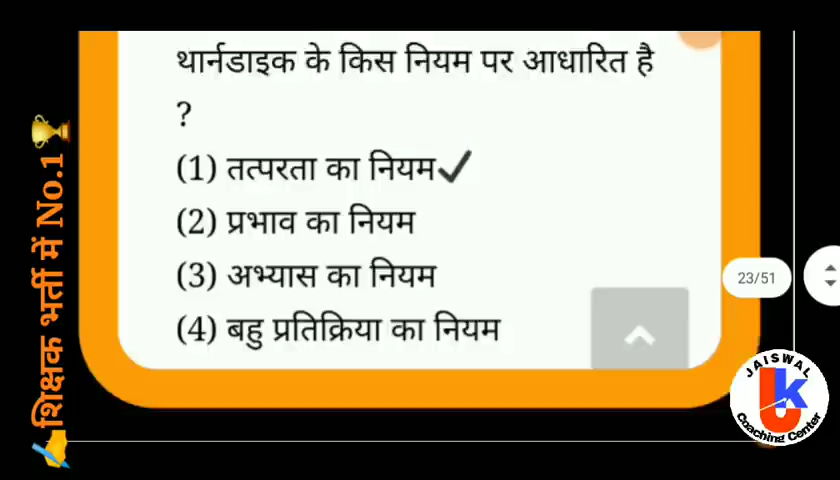 थार्नडाइक के किस नियम पर आधारित है
?
(1) तत्परता का नियम✔
(2) प्रभाव का नियम
(3) अभ्यास का नियम
(4) बहु प्रतिक्रिया का नियम
✍शिक्षक भर्ती में No.1🏆
23/51
JAISWAL
UK
Coaching Center